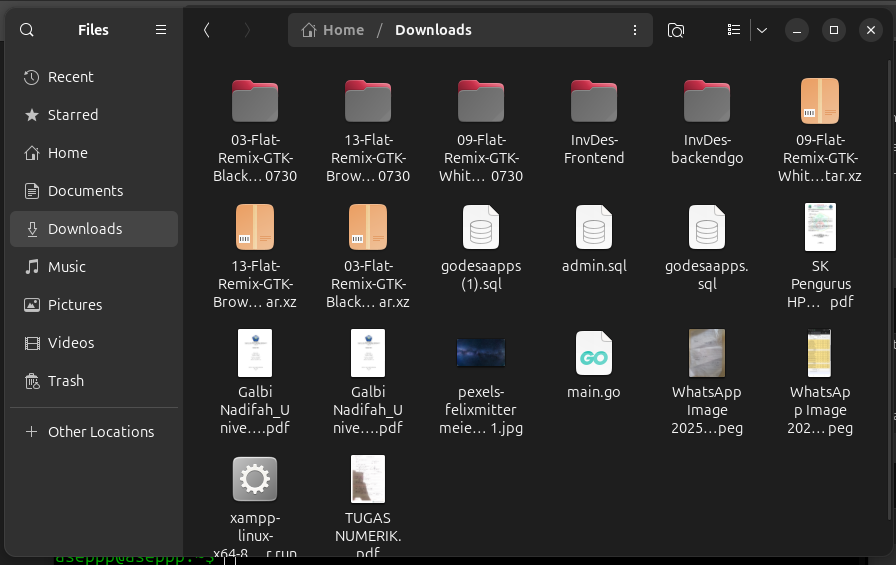 Files
Home / Downloads
Recent
Starred
Home
Documents
Downloads
Music
Pictures
Videos
Trash
Other Locations
03-Flat-
Remix-GTK-
Black… 0730
13-Flat-
Remix-GTK-
Brow… 0730
09-Flat-
Remix-GTK-
Whit… 0730
InvDes-
Frontend
InvDes-
backendgo
09-Flat-
Remix-GTK-
Whit…tar.xz
13-Flat-
Remix-GTK-
Brow… ar.xz
03-Flat-
Remix-GTK-
Black… ar.xz
godesaapps
(1).sql
admin.sql
godesaapps.
sql
SK
Pengurus
HP… pdf
Galbi
Nadifah_U
nive….pdf
Galbi
Nadifah_U
nive….pdf
pexels-
felixmitter
meie… 1.jpg
GO
main.go
WhatsApp
Image
2025…peg
WhatsAp
p Image
202… peg
xampp-
linux-
x64-8… r.run
TUGAS
NUMERIK.
pdf
aseppp@aseppp:~$